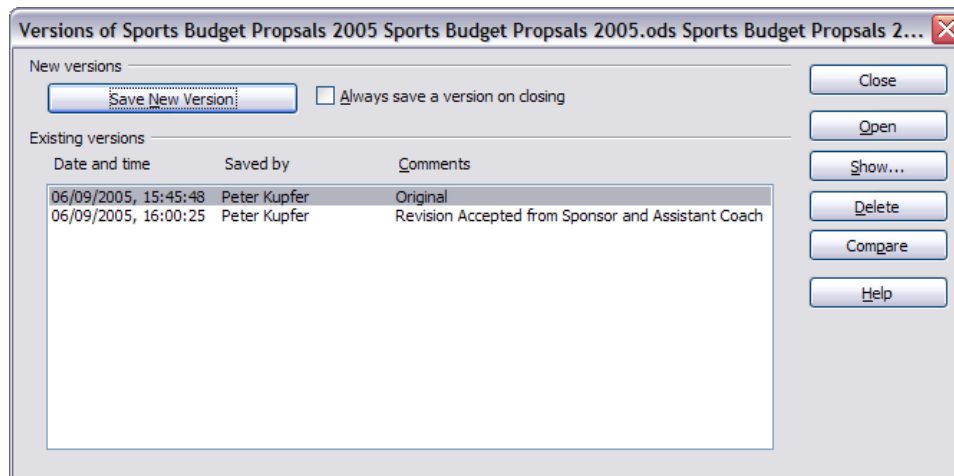 Versions of Sports Budget Propsals 2005 Sports Budget Propsals 2005.ods Sports Budget Propsals 2...
New versions
Save New Version
Always save a version on closing
Existing versions
Date and time Saved by Comments
06/09/2005, 15:45:48 Peter Kupfer Original
06/09/2005, 16:00:25 Peter Kupfer Revision Accepted from Sponsor and Assistant Coach
Close
Open
Show...
Delete
Compare
Help